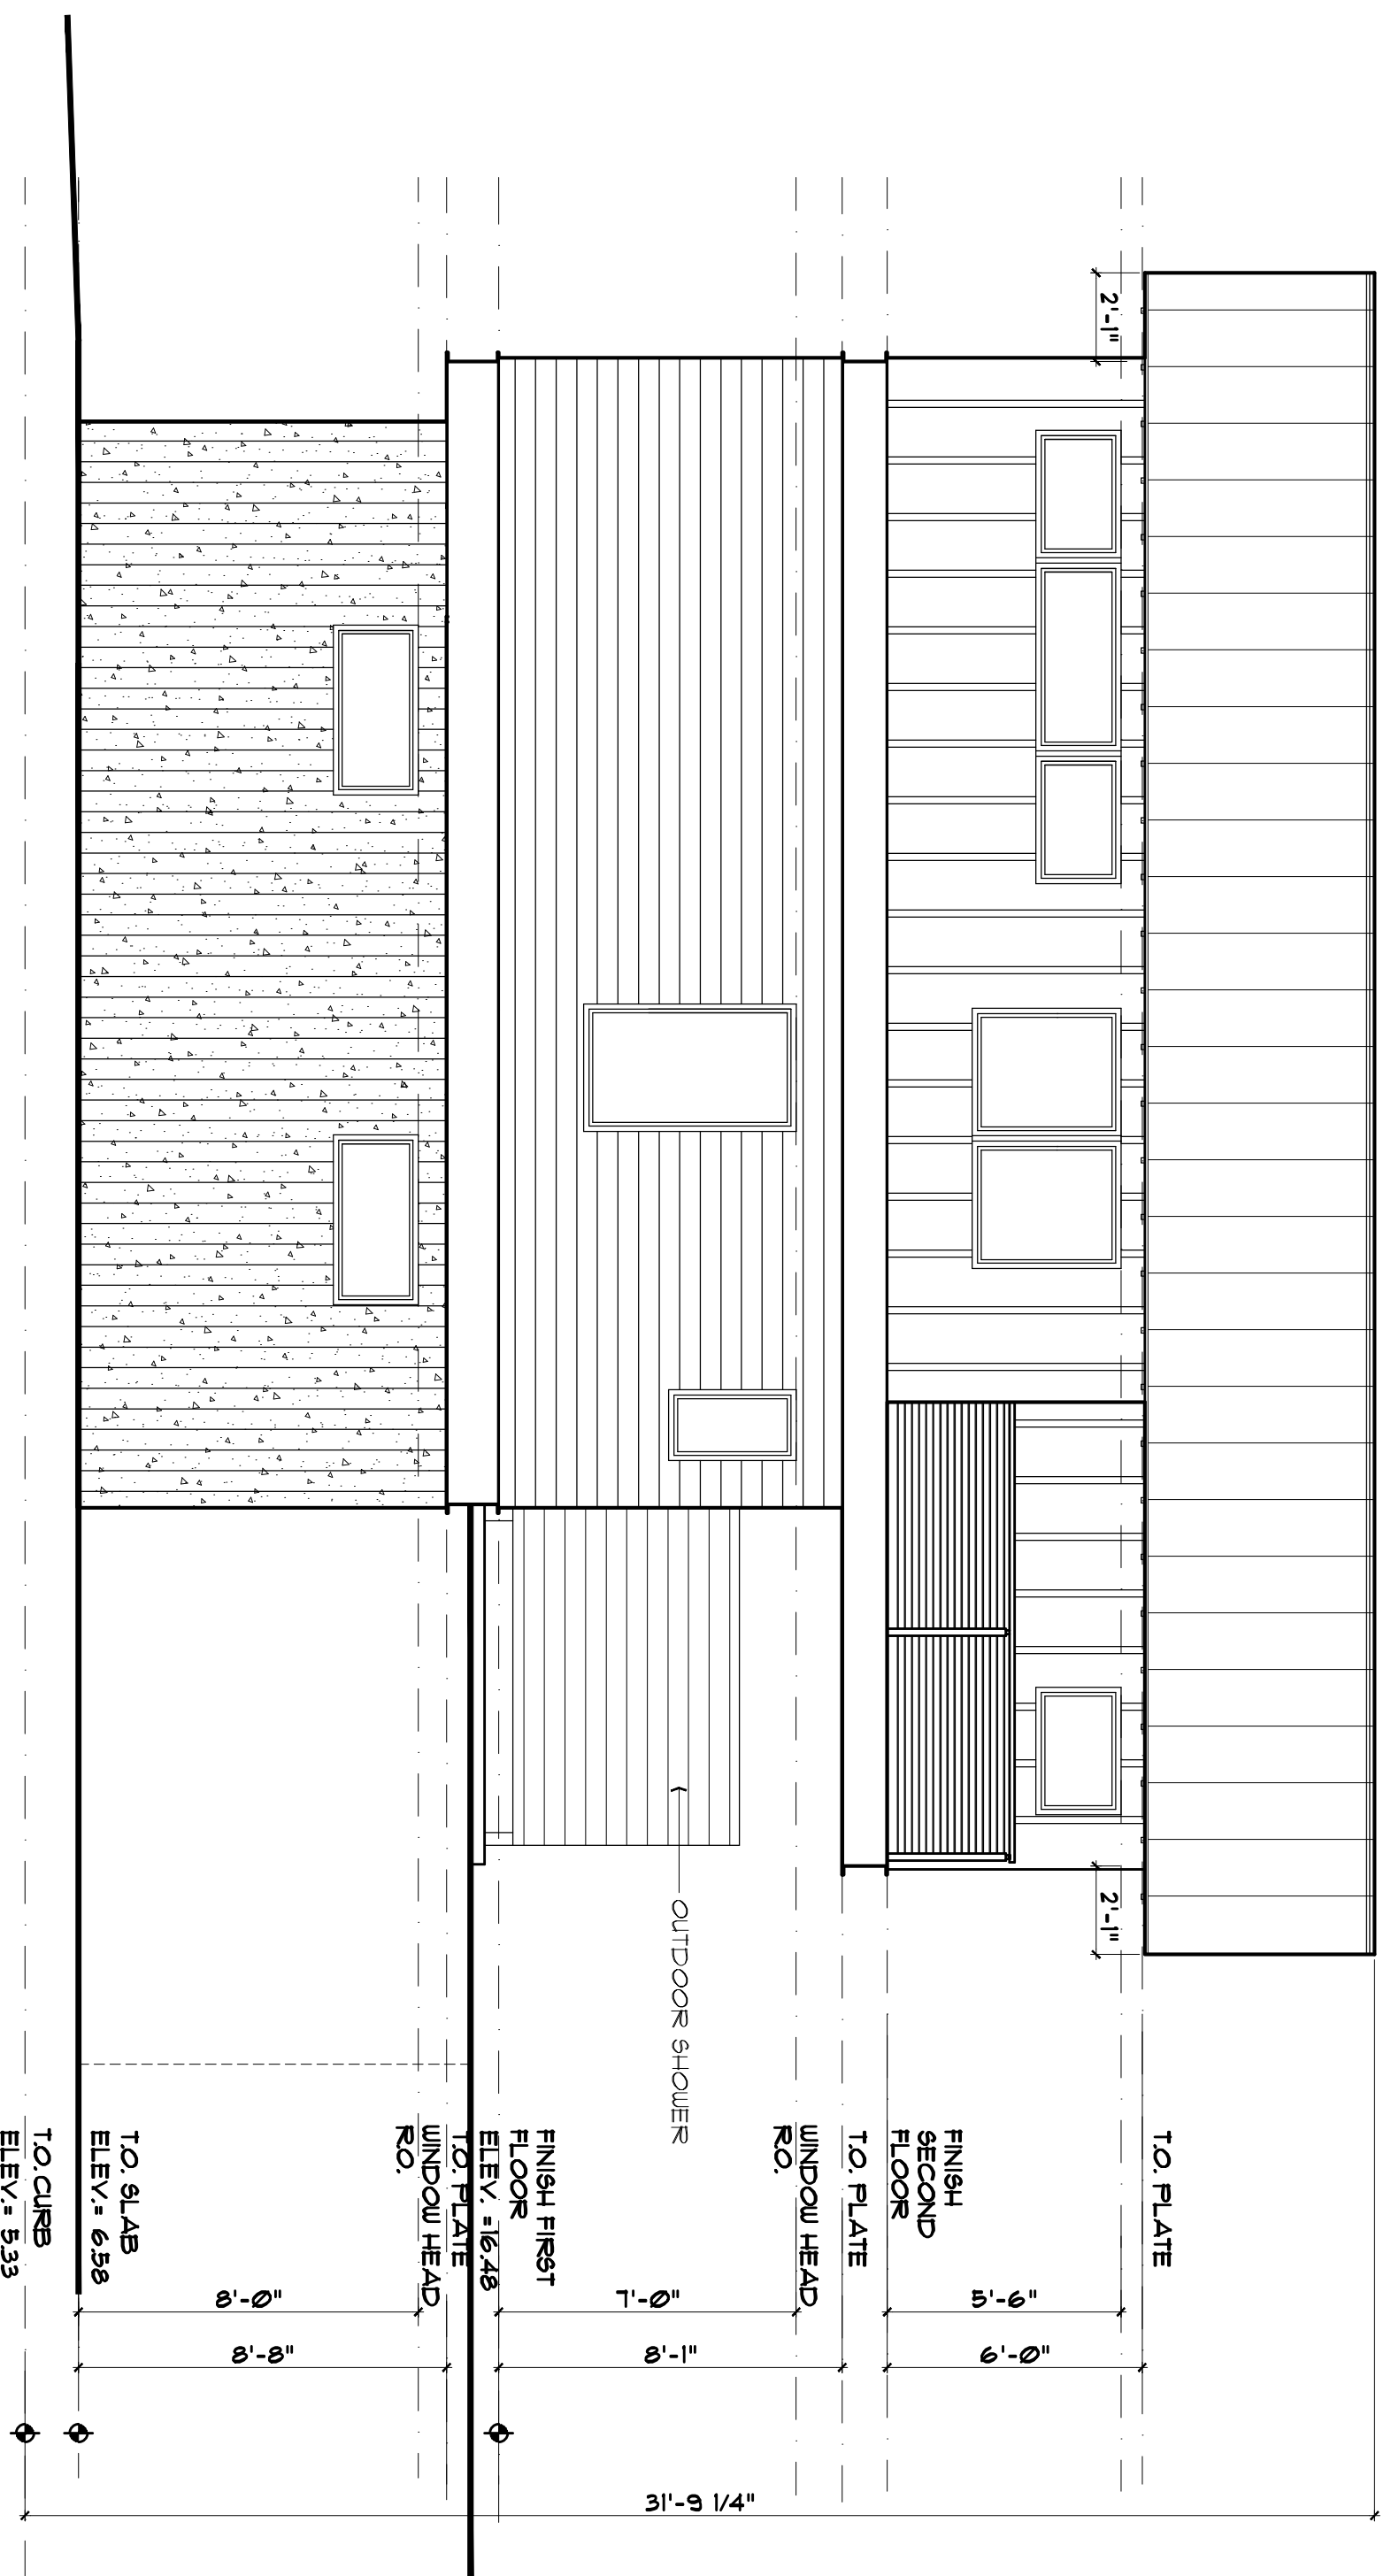 2'-1"
2'-1"
T.O. PLATE
FINISH
SECOND
FLOOR
5'-6"
6'-0"
T.O. PLATE
WINDOW HEAD
R.O.
OUTDOOR SHOWER
7'-0"
8'-1"
31'-9 1/4"
FINISH FIRST
FLOOR
ELEV. =16.48
T.O. PLATE
WINDOW HEAD
R.O.
8'-0"
8'-8"
T.O. SLAB
ELEV.= 6.58
T.O. CURB
ELEV.= 5.33